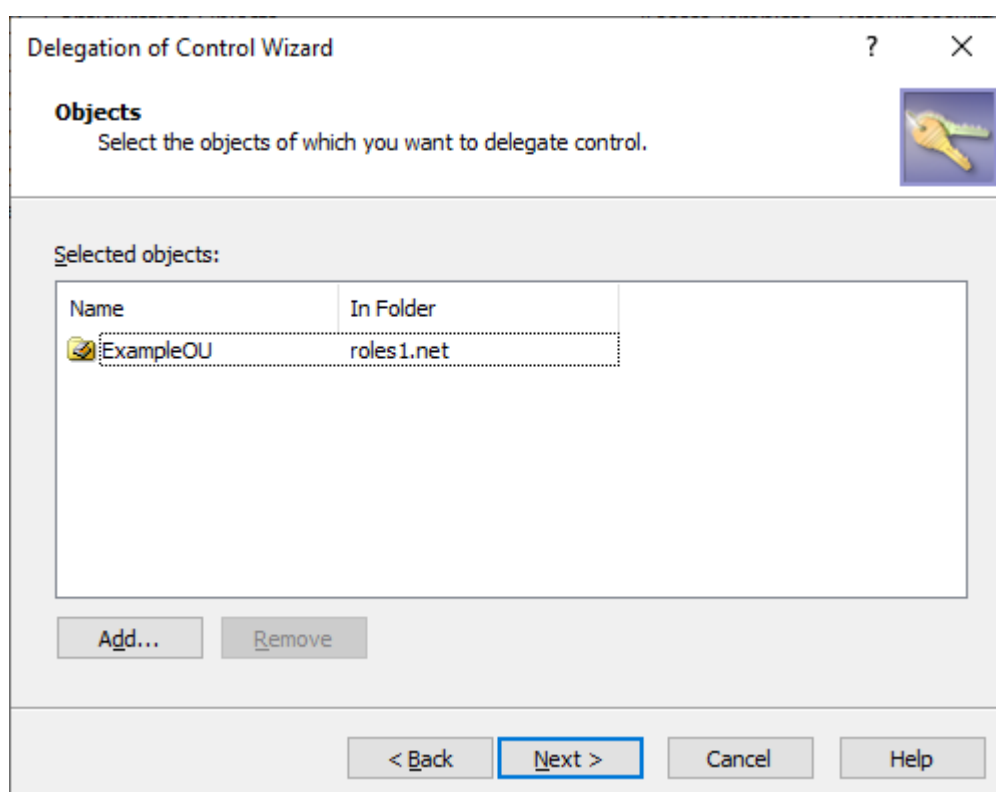 Delegation of Control Wizard ?
Objects
Select the objects of which you want to delegate control.
Selected objects:
Name In Folder
ExampleOU roles1.net
Add... Remove
< Back Next > Cancel Help